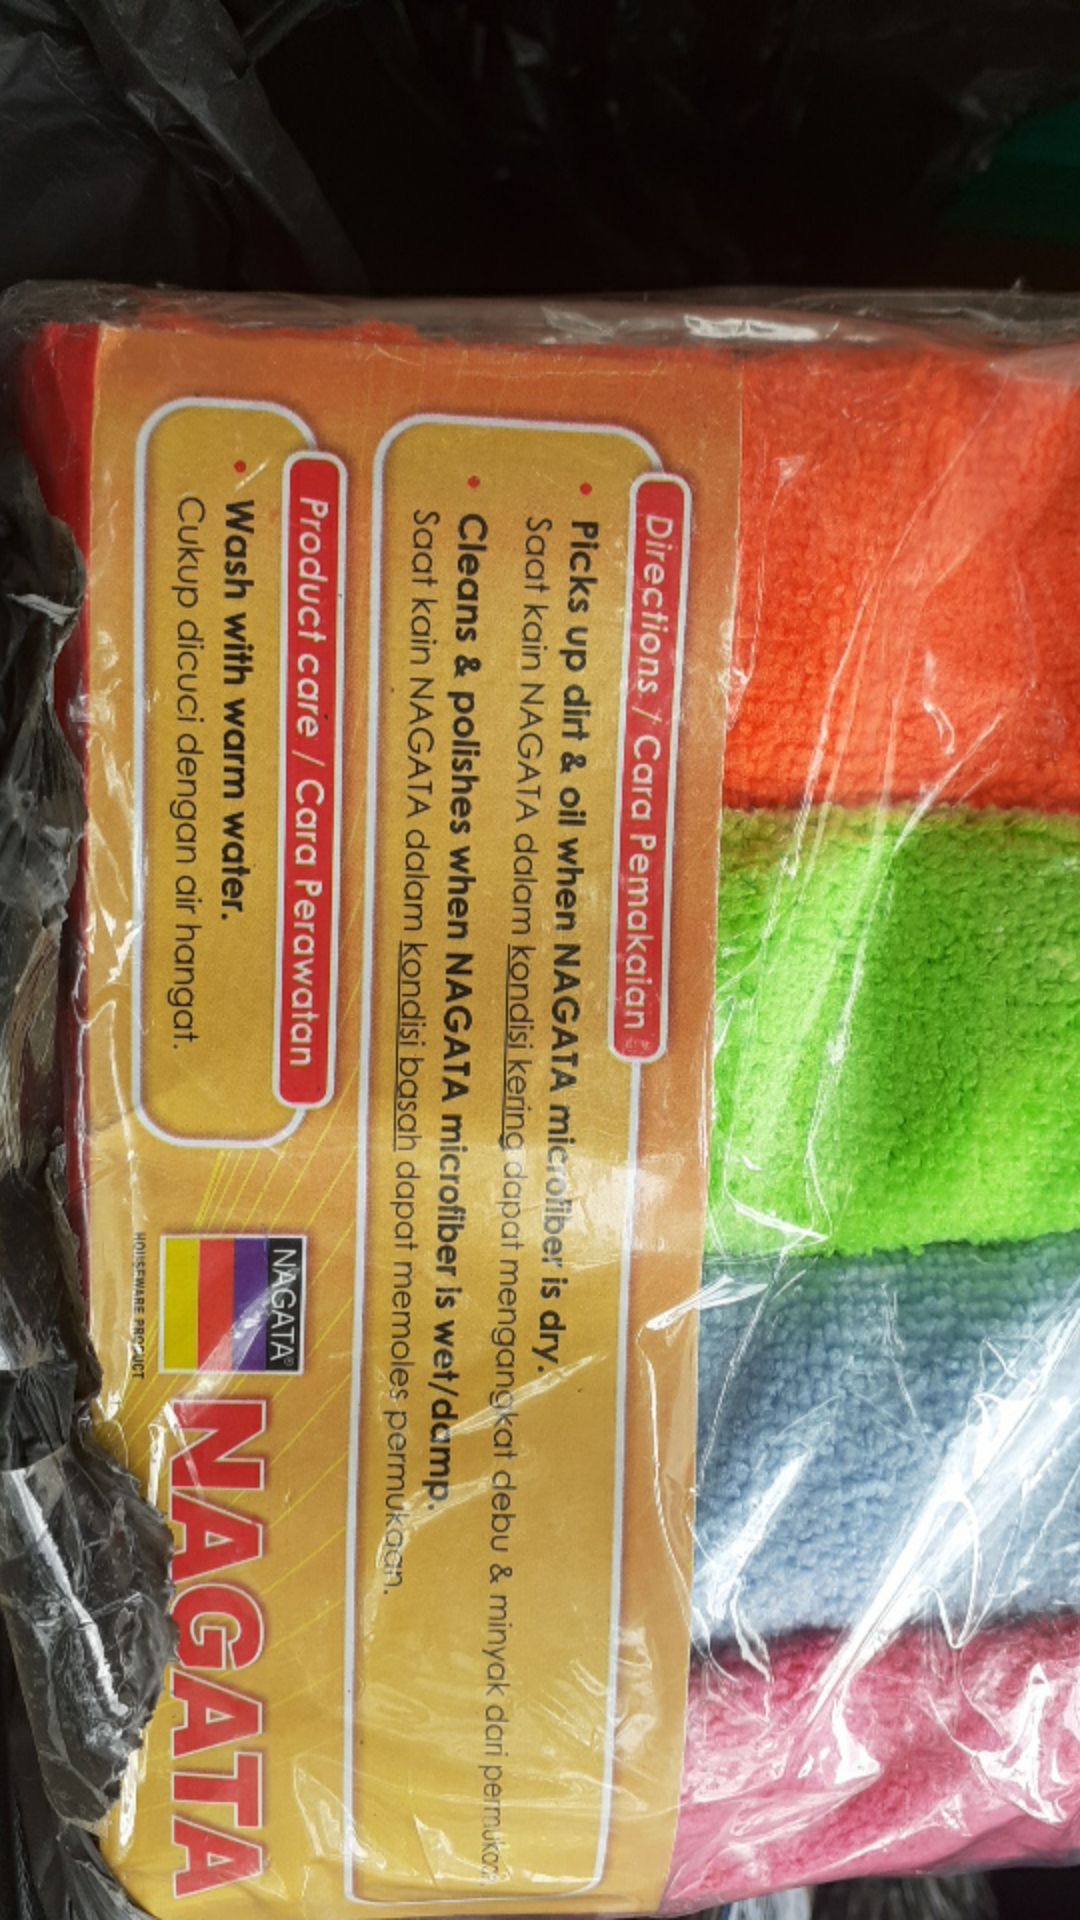 Directions / Cara Pemakaian
• Picks up dirt & oil when NAGATA microfiber is dry.
Saat kain NAGATA dalam kondisi kering dapat mengangkat debu & minyak dari
• Cleans & polishes when NAGATA microfiber is wet/damp.
Saat kain NAGATA dalam kondisi basah dapat memoles permukaan.
Product care / Cara Perawatan
• Wash with warm water.
Cukup dicuci dengan air hangat.
NAGATA®
HOUSEWARE PRODUCT
NAGATA